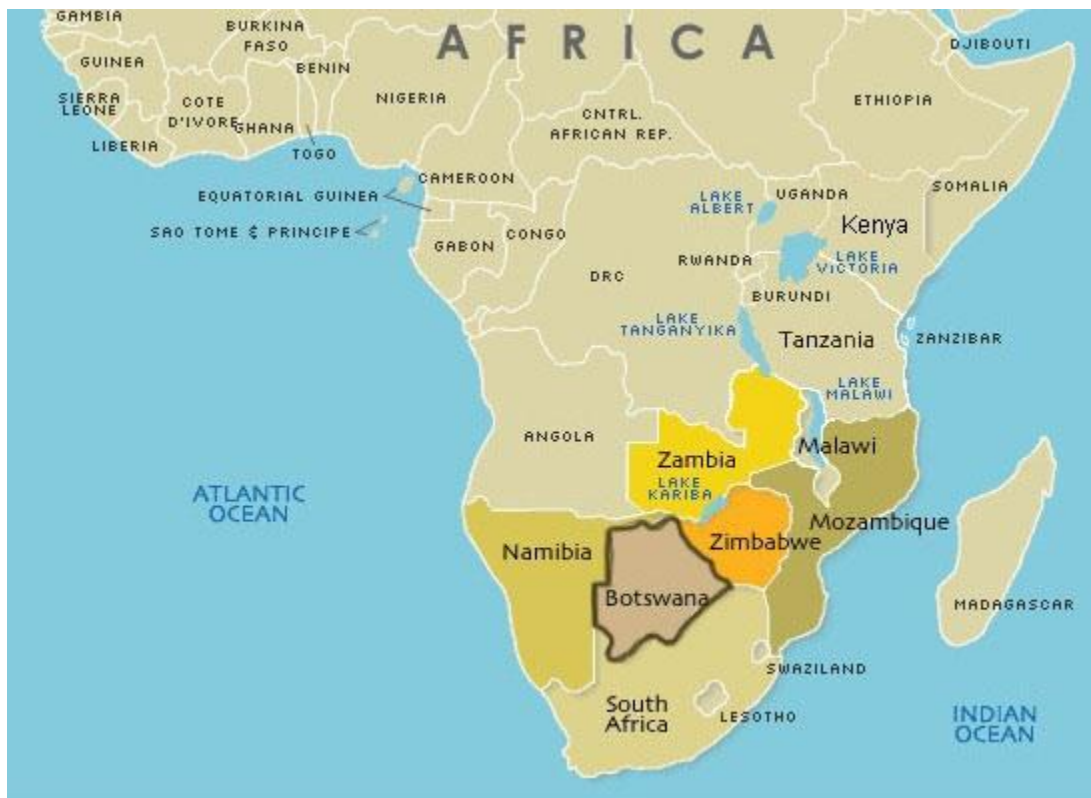 GAMBIA
BURKINA
FASO
AFRICA
DJIBOUTI
GUINEA
BENIN
NIGERIA
ETHIOPIA
SIERRA
LEONE
COTE
D'IVORE
GHANA
CNTRL.
AFRICAN REP.
LIBERIA
TOGO
CAMEROON
EQUATORIAL GUINEA
LAKE
ALBERT
UGANDA
SOMALIA
SAO TOME & PRINCIPE
GABON
CONGO
Kenya
DRC
RWANDA
LAKE
VICTORIA
BURUNDI
LAKE
TANGANYIKA
Tanzania
ZANZIBAR
LAKE
MALAWI
ANGOLA
Zambia
Malawi
LAKE
KARIBA
ATLANTIC
OCEAN
Mozambique
Namibia
Zimbabwe
Botswana
MADAGASCAR
SWAZILAND
South
Africa
LESOTHO
INDIAN
OCEAN